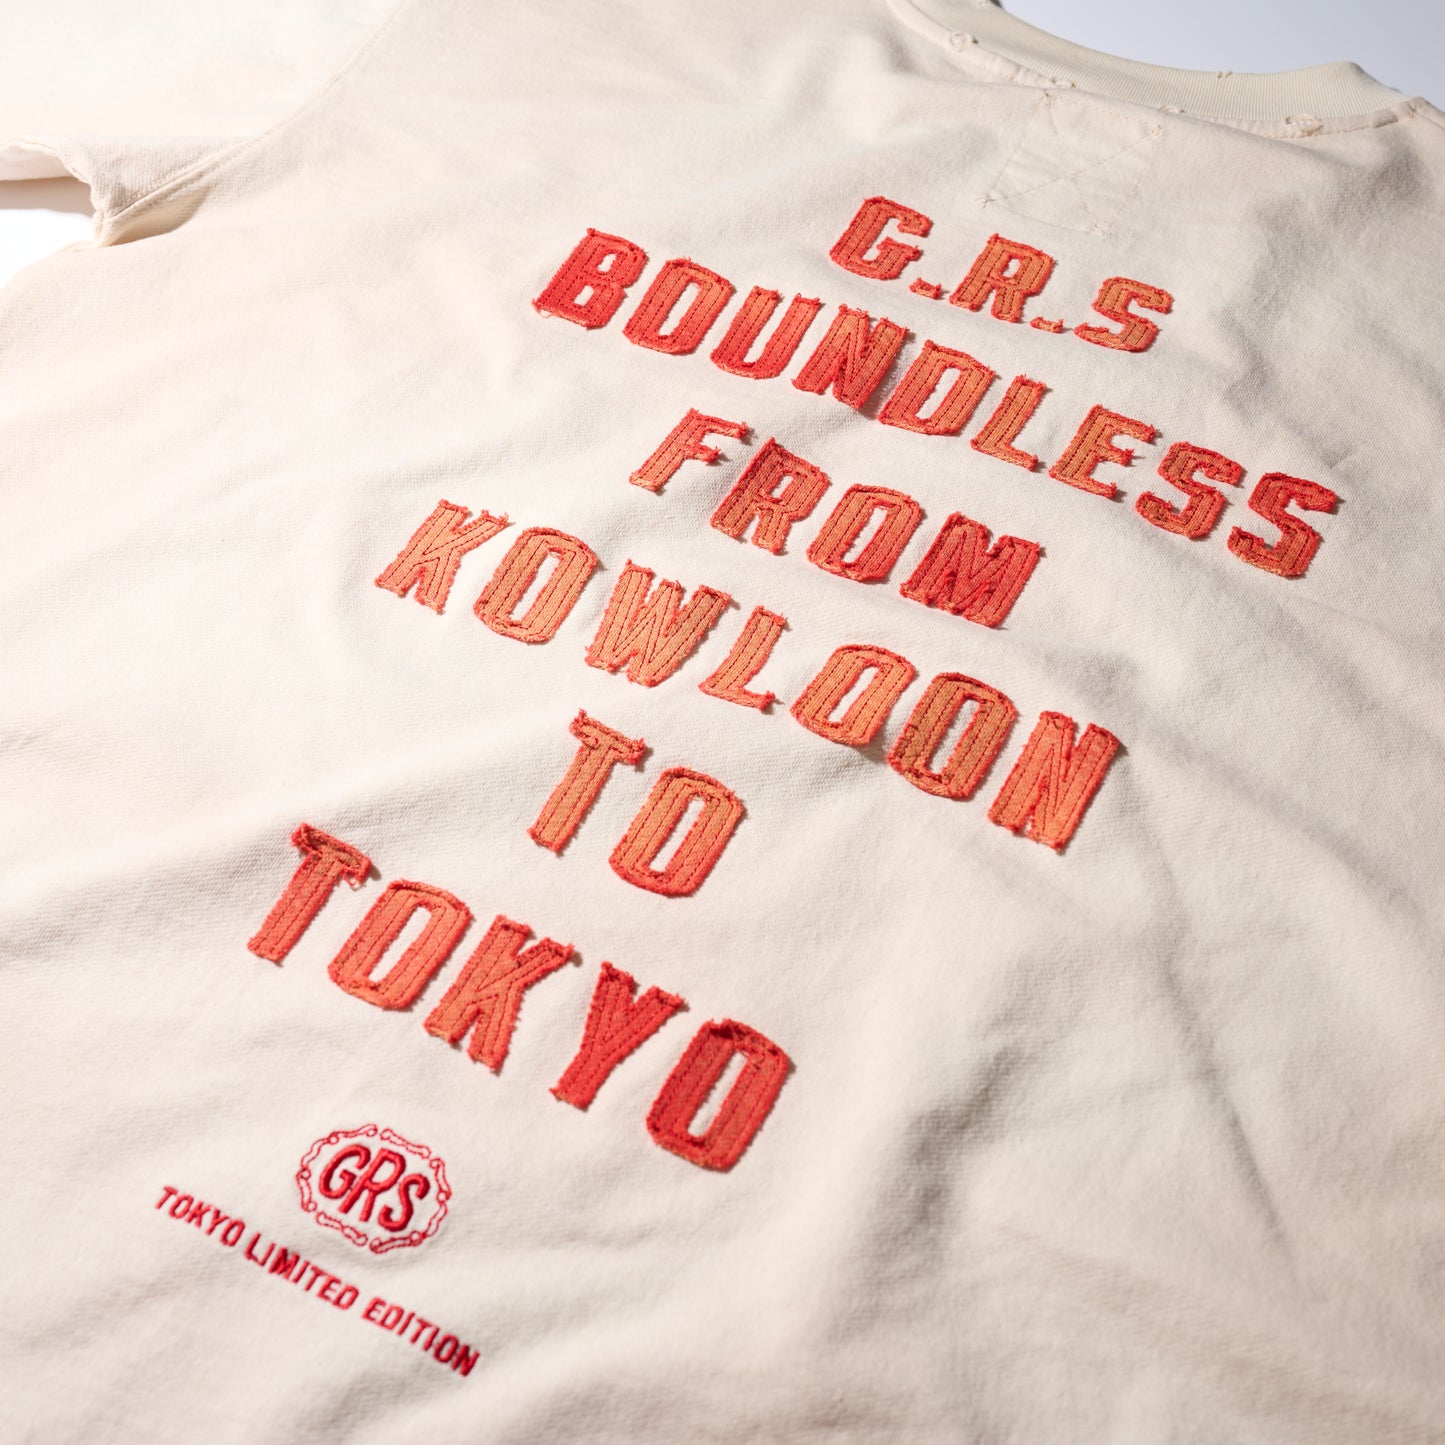 G.R.S
BOUNDLESS
FROM
KOWLOON
TO
TOKYO
GRS
TOKYO LIMITED EDITION